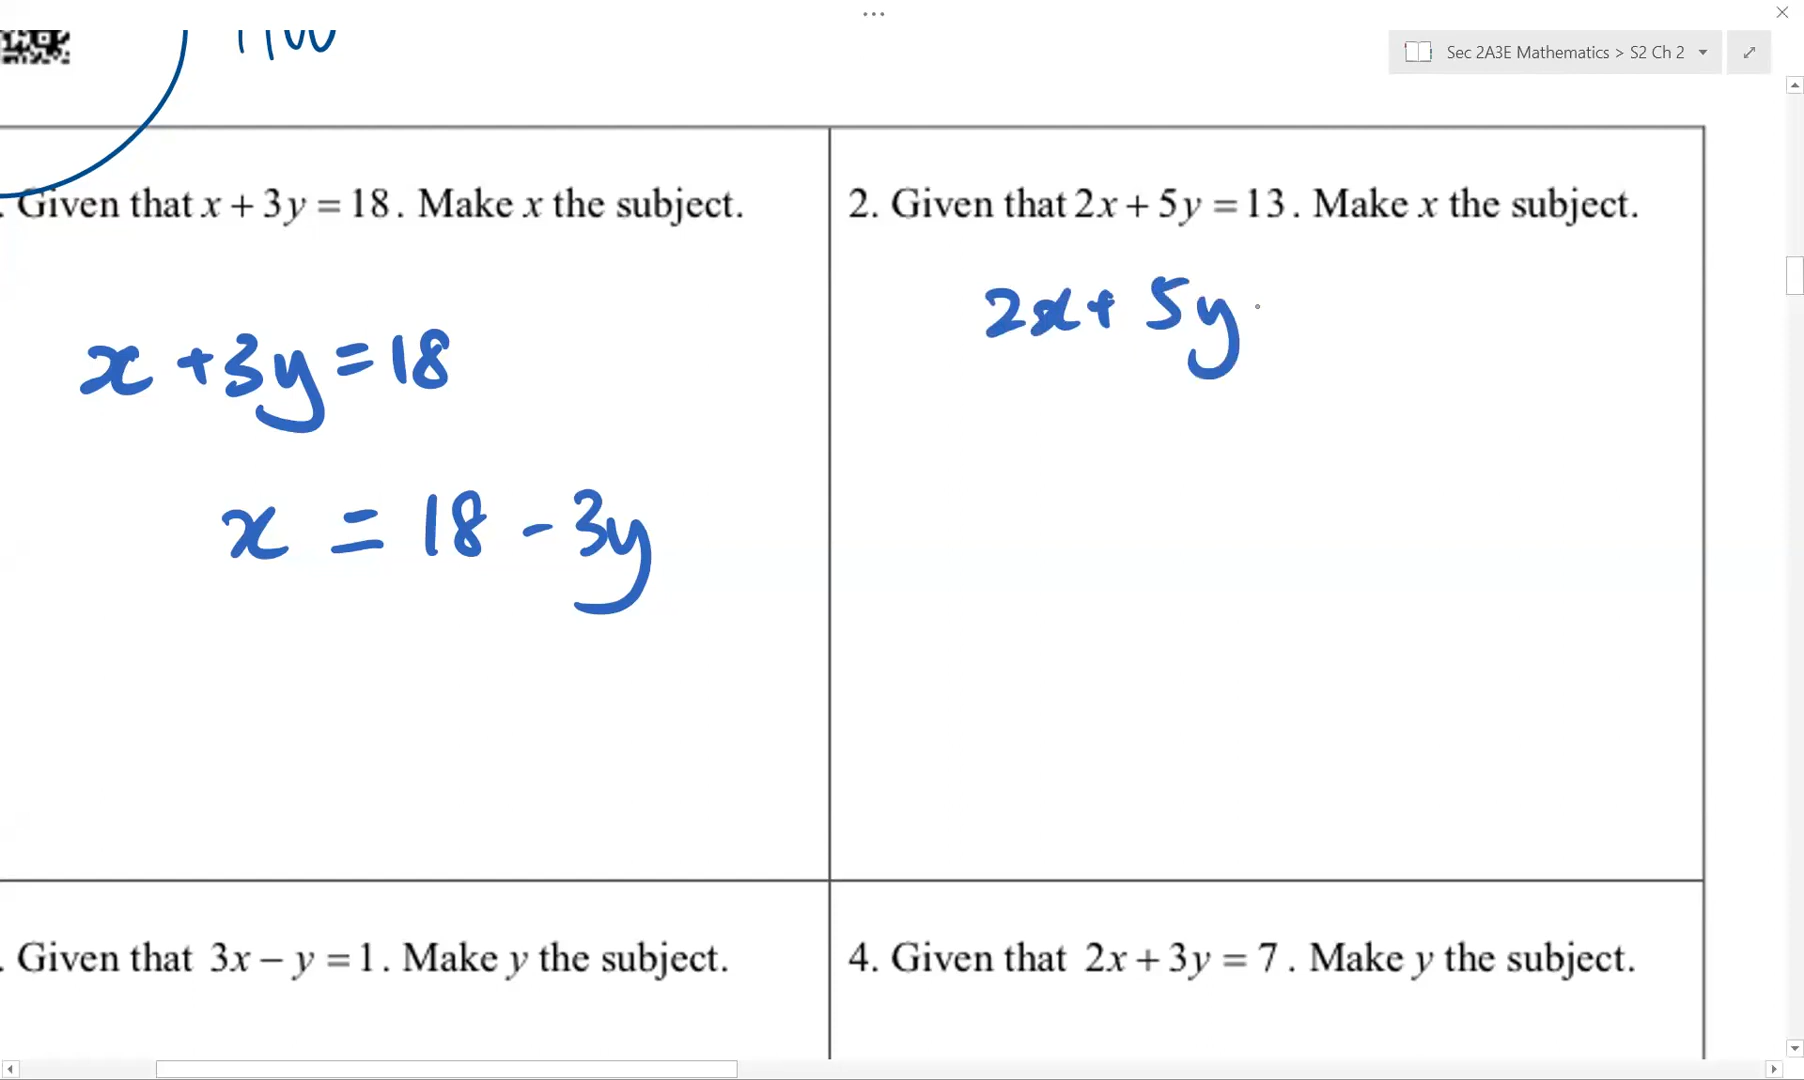 Sec 2A3E Mathematics > S2 Ch 2
. Given that x + 3y = 18. Make x the subject.
x + 3y = 18
x = 18 - 3y
2. Given that 2x + 5y = 13. Make x the subject.
2x + 5y
. Given that 3x − y = 1. Make y the subject.
4. Given that 2x + 3y = 7. Make y the subject.